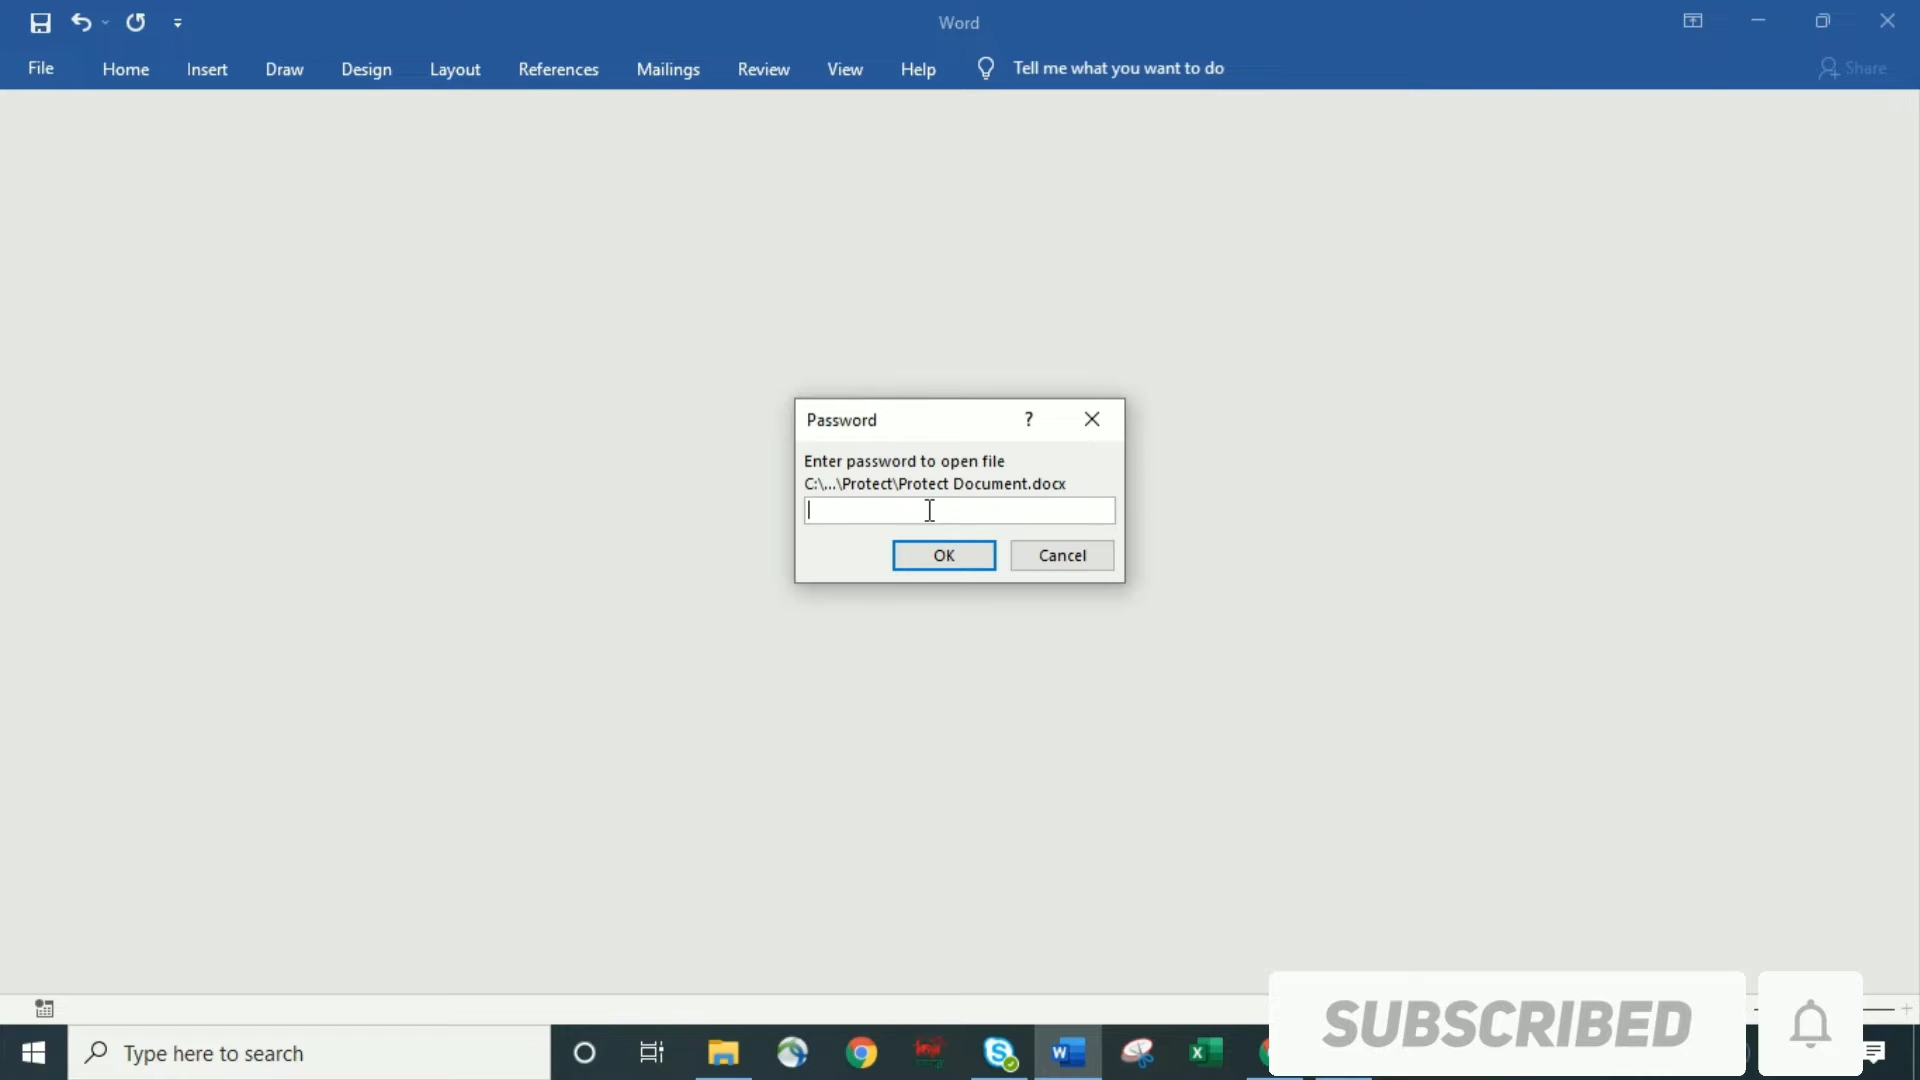 Word
File Home Insert Draw Design Layout References Mailings Review View Help Tell me what you want to do Share
Password ?
Enter password to open file
C:\...\Protect\Protect Document.docx
OK Cancel
SUBSCRIBED
Type here to search